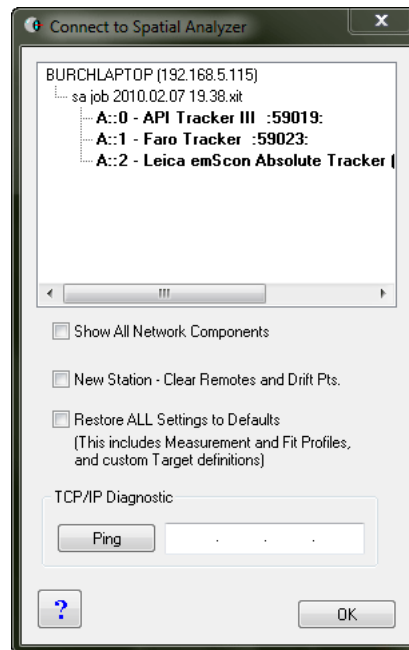 Connect to Spatial Analyzer
x
BURCHLAPTOP (192.168.5.115)
sa job 2010.02.07 19.38.xit
A::0 - API Tracker III :59019:
A::1 - Faro Tracker :59023:
A::2 - Leica emScon Absolute Tracker (
Show All Network Components
New Station - Clear Remotes and Drift Pts.
Restore ALL Settings to Defaults
(This includes Measurement and Fit Profiles,
and custom Target definitions)
TCP/IP Diagnostic
Ping . . .
? OK